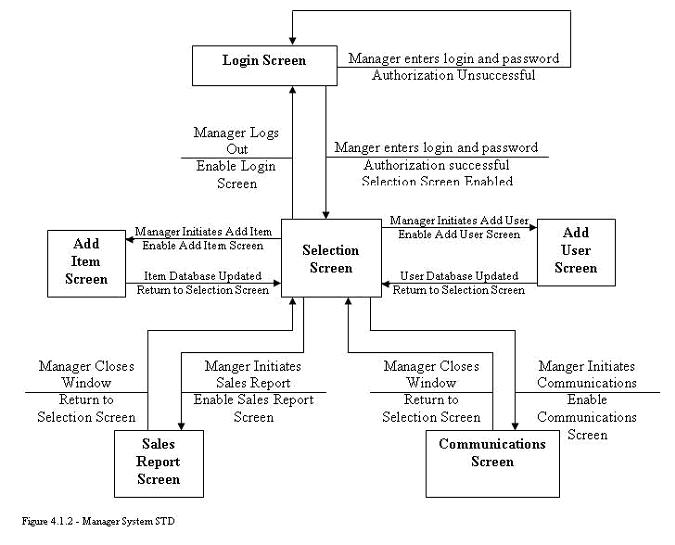 Login Screen
Manager enters login and password
Authorization Unsuccessful
Manager Logs
Out
Enable Login
Screen
Manger enters login and password
Authorization successful
Selection Screen Enabled
Manager Initiates Add Item
Enable Add Item Screen
Manager Initiates Add User
Enable Add User Screen
Add
Item
Screen
Selection
Screen
Add
User
Screen
Item Database Updated
Return to Selection Screen
User Database Updated
Return to Selection Screen
Manager Closes
Window
Return to
Selection Screen
Manger Initiates
Sales Report
Enable Sales Report
Screen
Manager Closes
Window
Return to
Selection Screen
Manger Initiates
Communications
Enable
Communications
Screen
Sales
Report
Screen
Communications
Screen
Figure 4.1.2 - Manager System STD